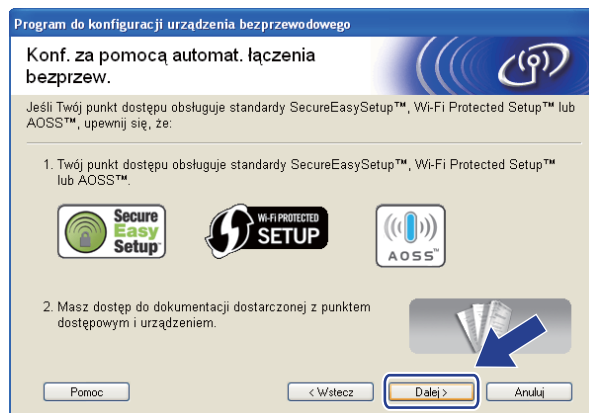 Program do konfiguracji urządzenia bezprzewodowego
Konf. za pomocą automat. łączenia
bezprzew.
Jeśli Twój punkt dostępu obsługuje standardy SecureEasySetup™, Wi-Fi Protected Setup™ lub
AOSS™, upewnij się, że:
1. Twój punkt dostępu obsługuje standardy SecureEasySetup™, Wi-Fi Protected Setup™
lub AOSS™.
Secure
Easy
Setup™
WI-FI PROTECTED
SETUP
AOSS™
2. Masz dostęp do dokumentacji dostarczonej z punktem
dostępowym i urządzeniem.
Pomoc
< Wstecz
Dalej >
Anuluj